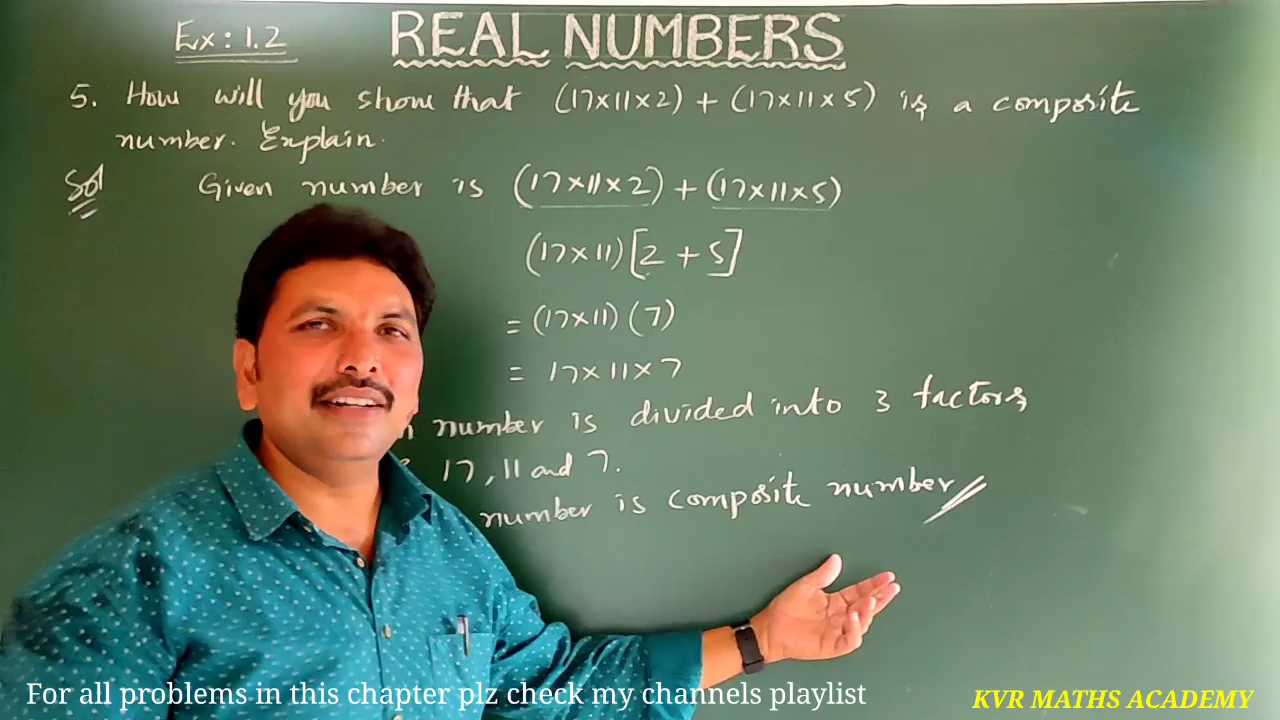 Ex: 1.2 REAL NUMBERS
5. How will you show that (17×11×2) + (17×11×5) is a composite
number. Explain.
Sol Given number is (17×11×2) + (17×11×5)
(17×11)[2 + 5]
= (17×11) (7)
= 17×11×7
number is divided into 3 factors
17, 11 and 7.
number is composite number
For all problems in this chapter plz check my channels playlist
KVR MATHS ACADEMY